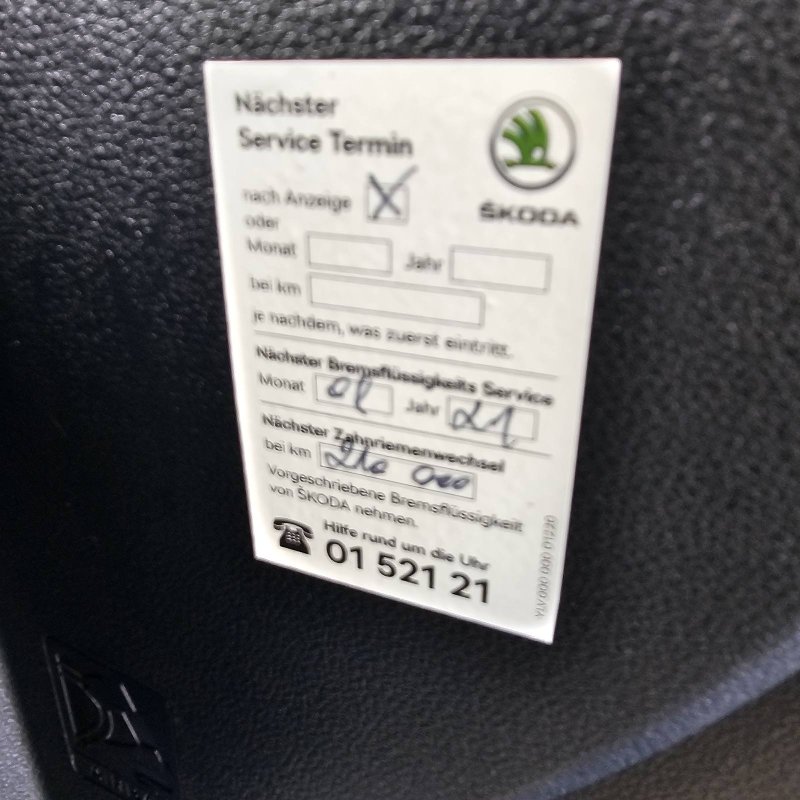 Nächster
Service Termin
ŠKODA
nach Anzeige X
oder
Monat Jahr
bei km
je nachdem, was zuerst eintritt.
Nächster Bremsflüssigkeits Service
Monat 01 Jahr 21
Nächster Zahnriemenwechsel
bei km 210 000
Vorgeschriebene Bremsflüssigkeit
von ŠKODA nehmen.
Hilfe rund um die Uhr
01 521 21